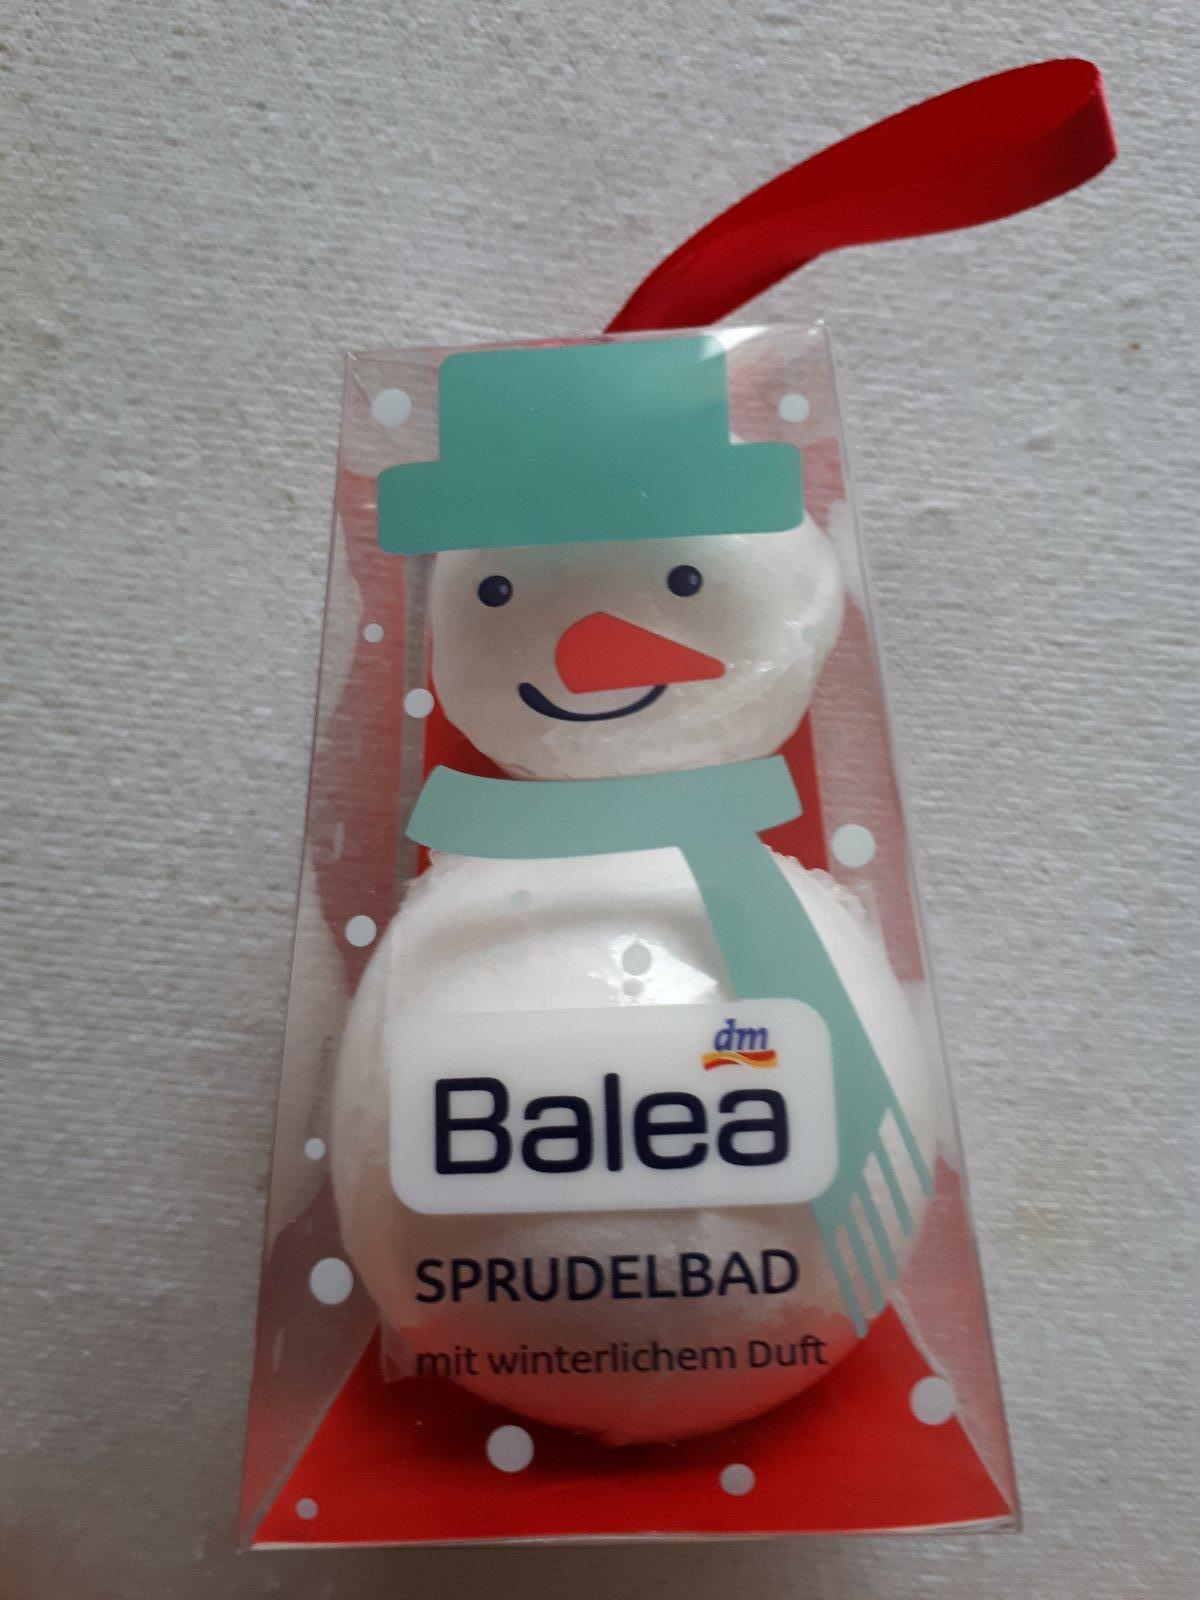 dm
Balea
SPRUDELBAD
mit winterlichem Duft